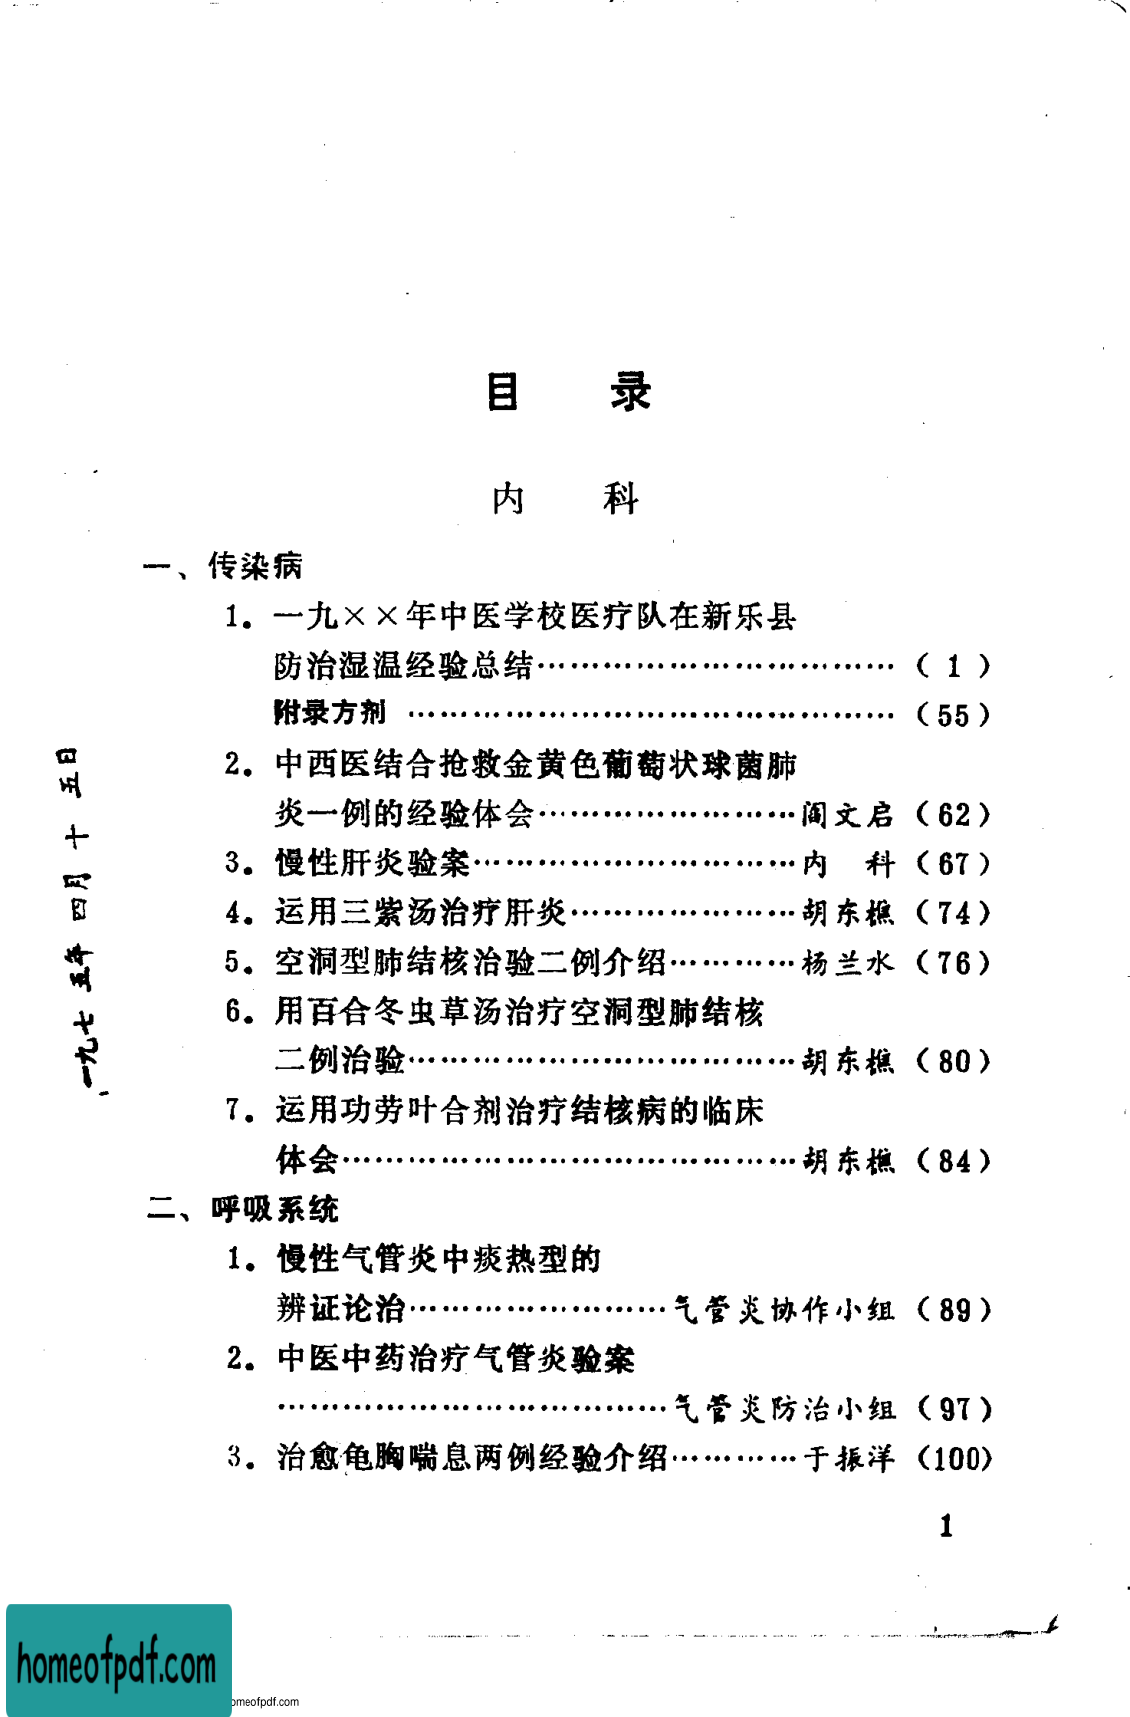 目 录
内 科
一、传染病
1. 一九××年中医学校医疗队在新乐县
防治湿温经验总结……………………………( 1 )
附录方剂 ………………………………………(55)
2. 中西医结合抢救金黄色葡萄状球菌肺
炎一例的经验体会……………………阎文启(62)
3. 慢性肝炎验案…………………………内 科(67)
4. 运用三紫汤治疗肝炎…………………胡东樵(74)
5. 空洞型肺结核治验二例介绍…………杨兰水(76)
6. 用百合冬虫草汤治疗空洞型肺结核
二例治验………………………………胡东樵(80)
7. 运用功劳叶合剂治疗结核病的临床
体会……………………………………胡东樵(84)
二、呼吸系统
1. 慢性气管炎中痰热型的
辨证论治……………………气管炎协作小组(89)
2. 中医中药治疗气管炎验案
………………………………气管炎防治小组(97)
3. 治愈龟胸喘息两例经验介绍…………于振洋(100)
1
一九七五年四月十五日
homeofpdf.com
omeofpdf.com